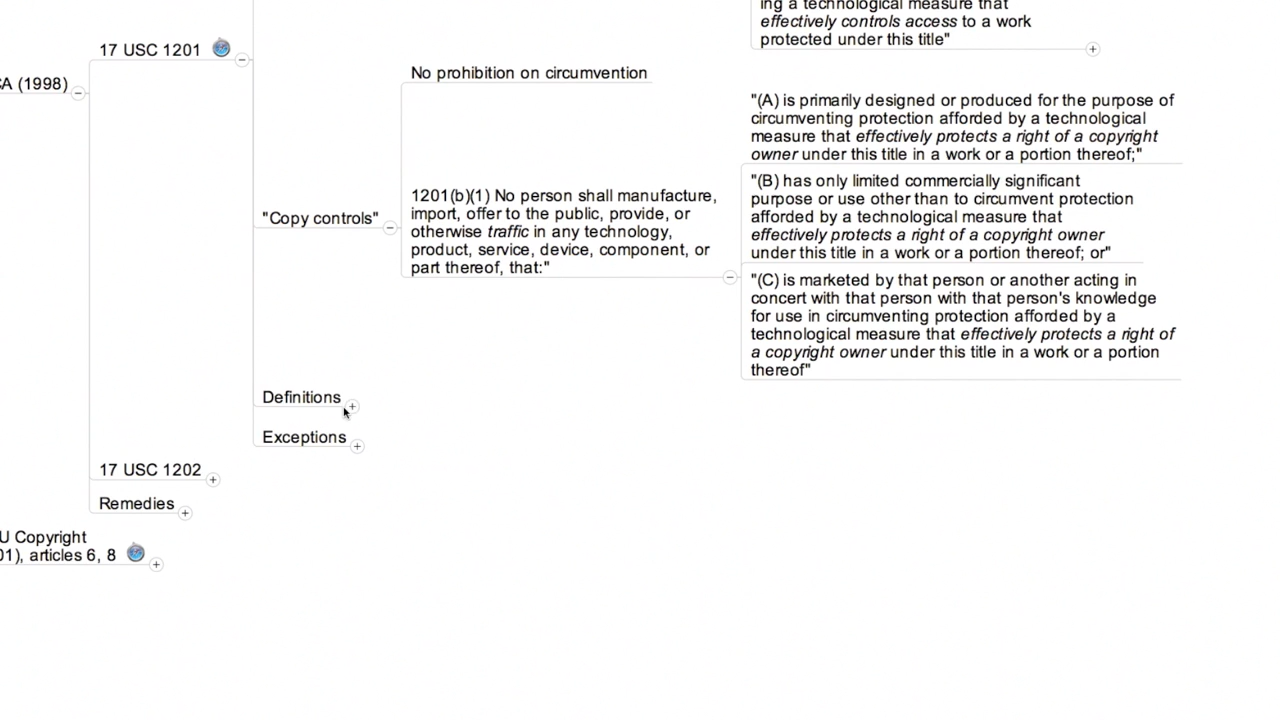 ing a technological measure that
effectively controls access to a work
protected under this title"
17 USC 1201
A (1998)
No prohibition on circumvention
"(A) is primarily designed or produced for the purpose of
circumventing protection afforded by a technological
measure that effectively protects a right of a copyright
owner under this title in a work or a portion thereof;"
"Copy controls"
1201(b)(1) No person shall manufacture,
import, offer to the public, provide, or
otherwise traffic in any technology,
product, service, device, component, or
part thereof, that:"
"(B) has only limited commercially significant
purpose or use other than to circumvent protection
afforded by a technological measure that
effectively protects a right of a copyright owner
under this title in a work or a portion thereof; or"
"(C) is marketed by that person or another acting in
concert with that person with that person's knowledge
for use in circumventing protection afforded by a
technological measure that effectively protects a right of
a copyright owner under this title in a work or a portion
thereof"
Definitions
Exceptions
17 USC 1202
Remedies
U Copyright
01), articles 6, 8